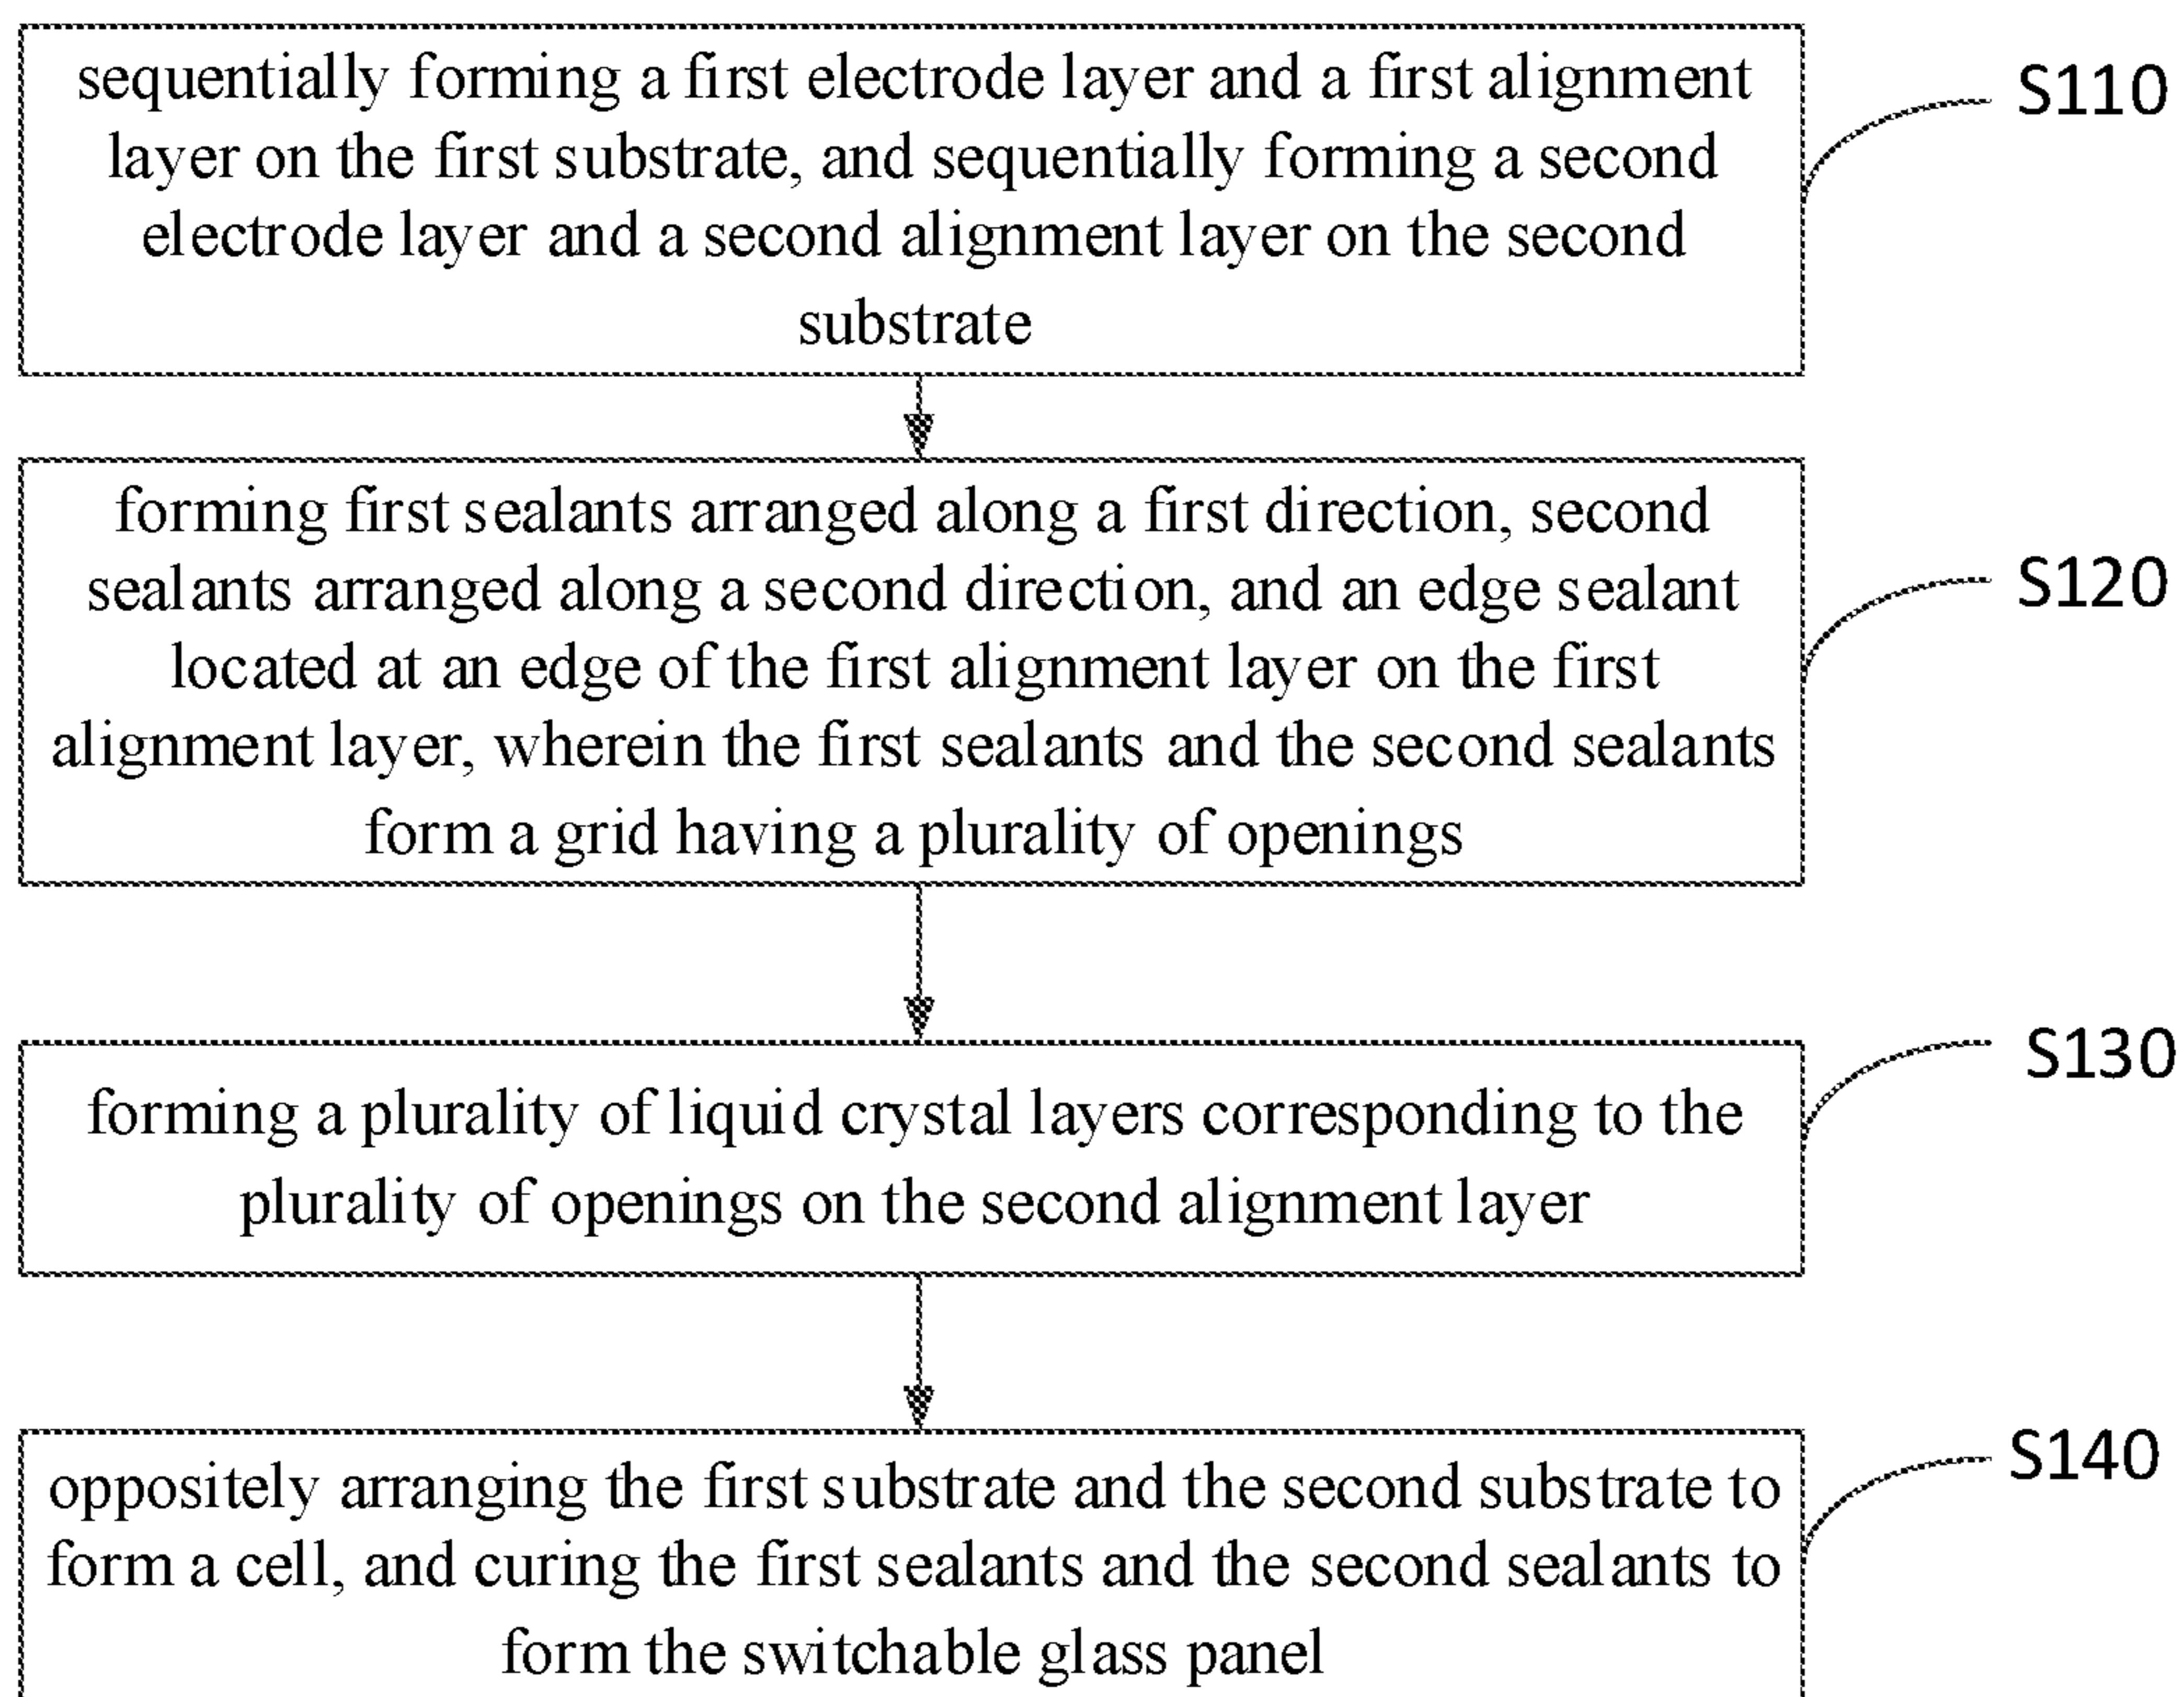 sequentially forming a first electrode layer and a first alignment
layer on the first substrate, and sequentially forming a second
electrode layer and a second alignment layer on the second
substrate
S110
forming first sealants arranged along a first direction, second
sealants arranged along a second direction, and an edge sealant
located at an edge of the first alignment layer on the first
alignment layer, wherein the first sealants and the second sealants
form a grid having a plurality of openings
S120
forming a plurality of liquid crystal layers corresponding to the
plurality of openings on the second alignment layer
S130
oppositely arranging the first substrate and the second substrate to
form a cell, and curing the first sealants and the second sealants to
form the switchable glass panel
S140